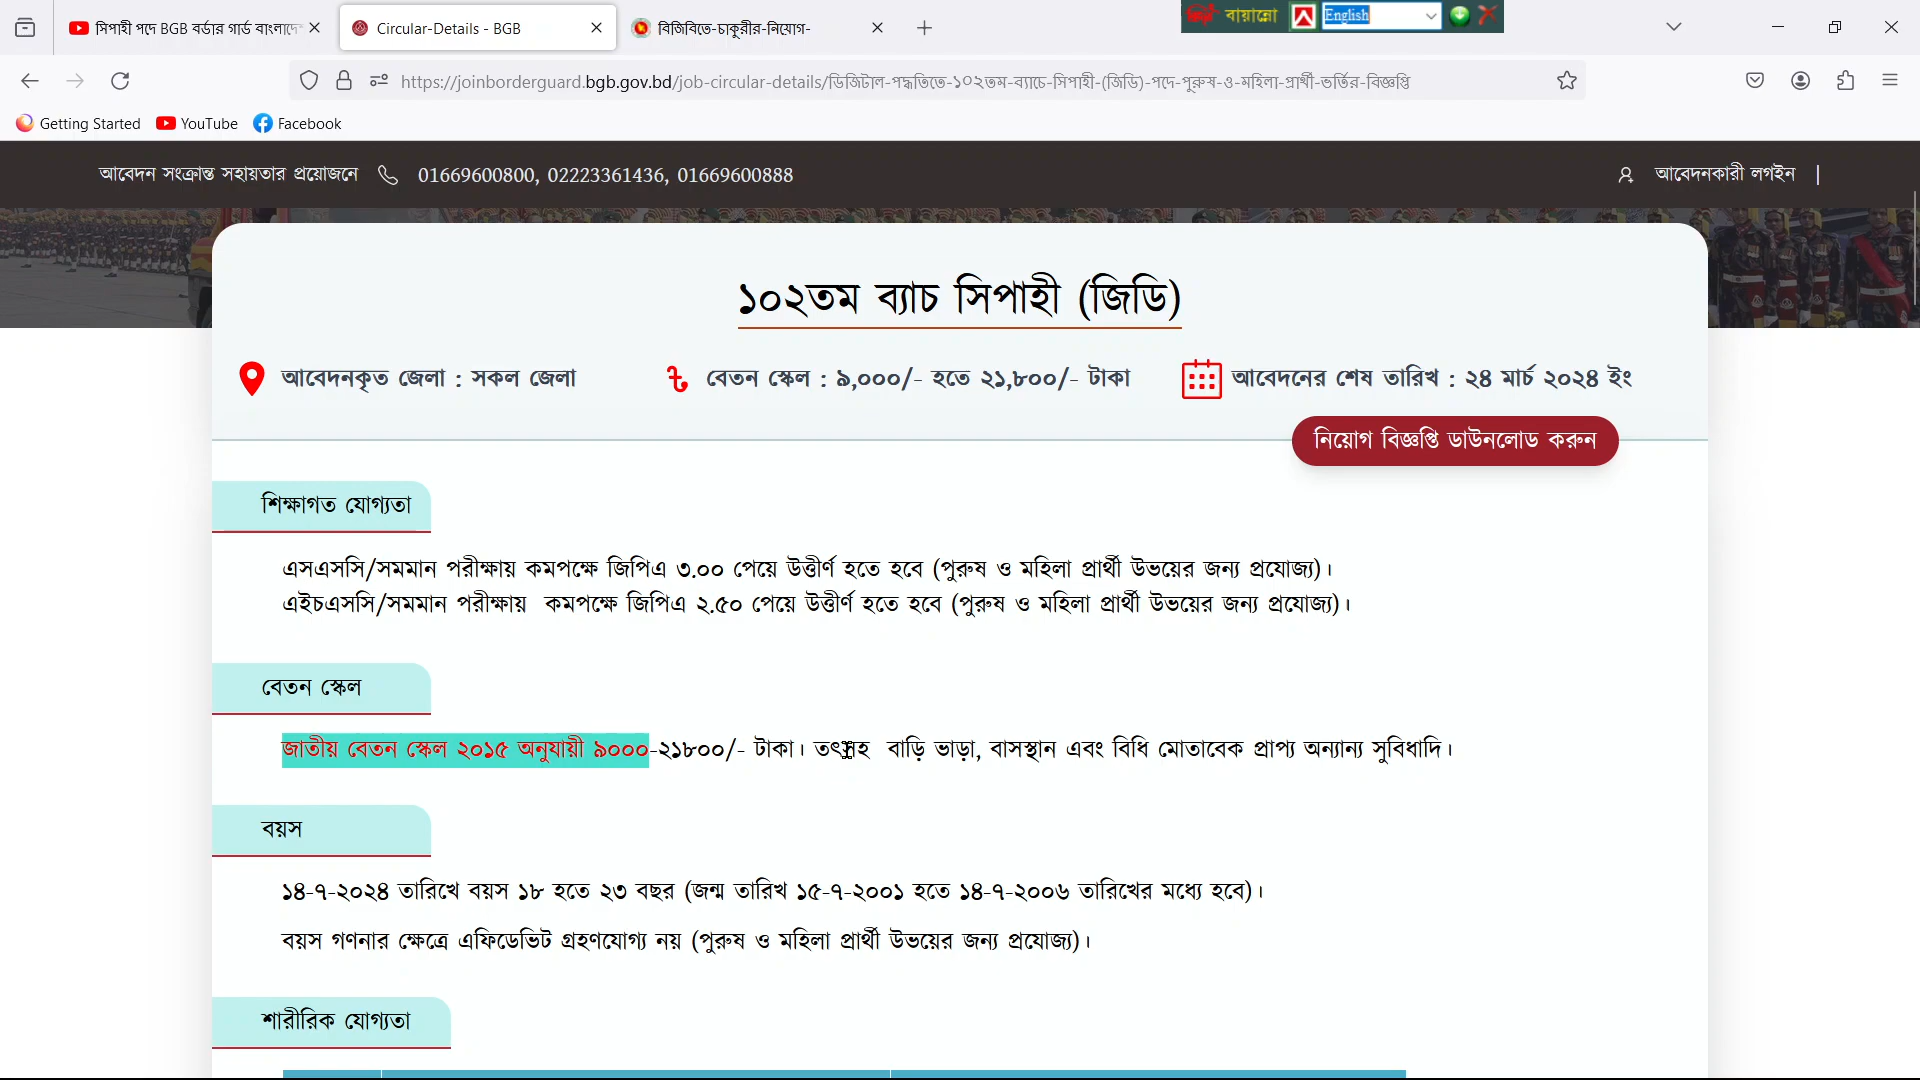 সিপাহী পদে BGB বর্ডার গার্ড বাংলাদেশ
Circular-Details - BGB
বিজিবিতে-চাকুরীর-নিয়োগ-
বায়ান্নো
English
https://joinborderguard.bgb.gov.bd/job-circular-details/ডিজিটাল-পদ্ধতিতে-১০২তম-ব্যাচে-সিপাহী-(জিডি)-পদে-পুরুষ-ও-মহিলা-প্রার্থী-ভর্তির-বিজ্ঞপ্তি
Getting Started
YouTube
Facebook
আবেদন সংক্রান্ত সহায়তার প্রয়োজনে 01669600800, 02223361436, 01669600888
আবেদনকারী লগইন |
১০২তম ব্যাচ সিপাহী (জিডি)
আবেদনকৃত জেলা : সকল জেলা
বেতন স্কেল : ৯,০০০/- হতে ২১,৮০০/- টাকা
আবেদনের শেষ তারিখ : ২৪ মার্চ ২০২৪ ইং
নিয়োগ বিজ্ঞপ্তি ডাউনলোড করুন
শিক্ষাগত যোগ্যতা
এসএসসি/সমমান পরীক্ষায় কমপক্ষে জিপিএ ৩.০০ পেয়ে উত্তীর্ণ হতে হবে (পুরুষ ও মহিলা প্রার্থী উভয়ের জন্য প্রযোজ্য)।
এইচএসসি/সমমান পরীক্ষায় কমপক্ষে জিপিএ ২.৫০ পেয়ে উত্তীর্ণ হতে হবে (পুরুষ ও মহিলা প্রার্থী উভয়ের জন্য প্রযোজ্য)।
বেতন স্কেল
জাতীয় বেতন স্কেল ২০১৫ অনুযায়ী ৯০০০-২১৮০০/- টাকা। তৎসহ বাড়ি ভাড়া, বাসস্থান এবং বিধি মোতাবেক প্রাপ্য অন্যান্য সুবিধাদি।
বয়স
১৪-৭-২০২৪ তারিখে বয়স ১৮ হতে ২৩ বছর (জন্ম তারিখ ১৫-৭-২০০১ হতে ১৪-৭-২০০৬ তারিখের মধ্যে হবে)।
বয়স গণনার ক্ষেত্রে এফিডেভিট গ্রহণযোগ্য নয় (পুরুষ ও মহিলা প্রার্থী উভয়ের জন্য প্রযোজ্য)।
শারীরিক যোগ্যতা